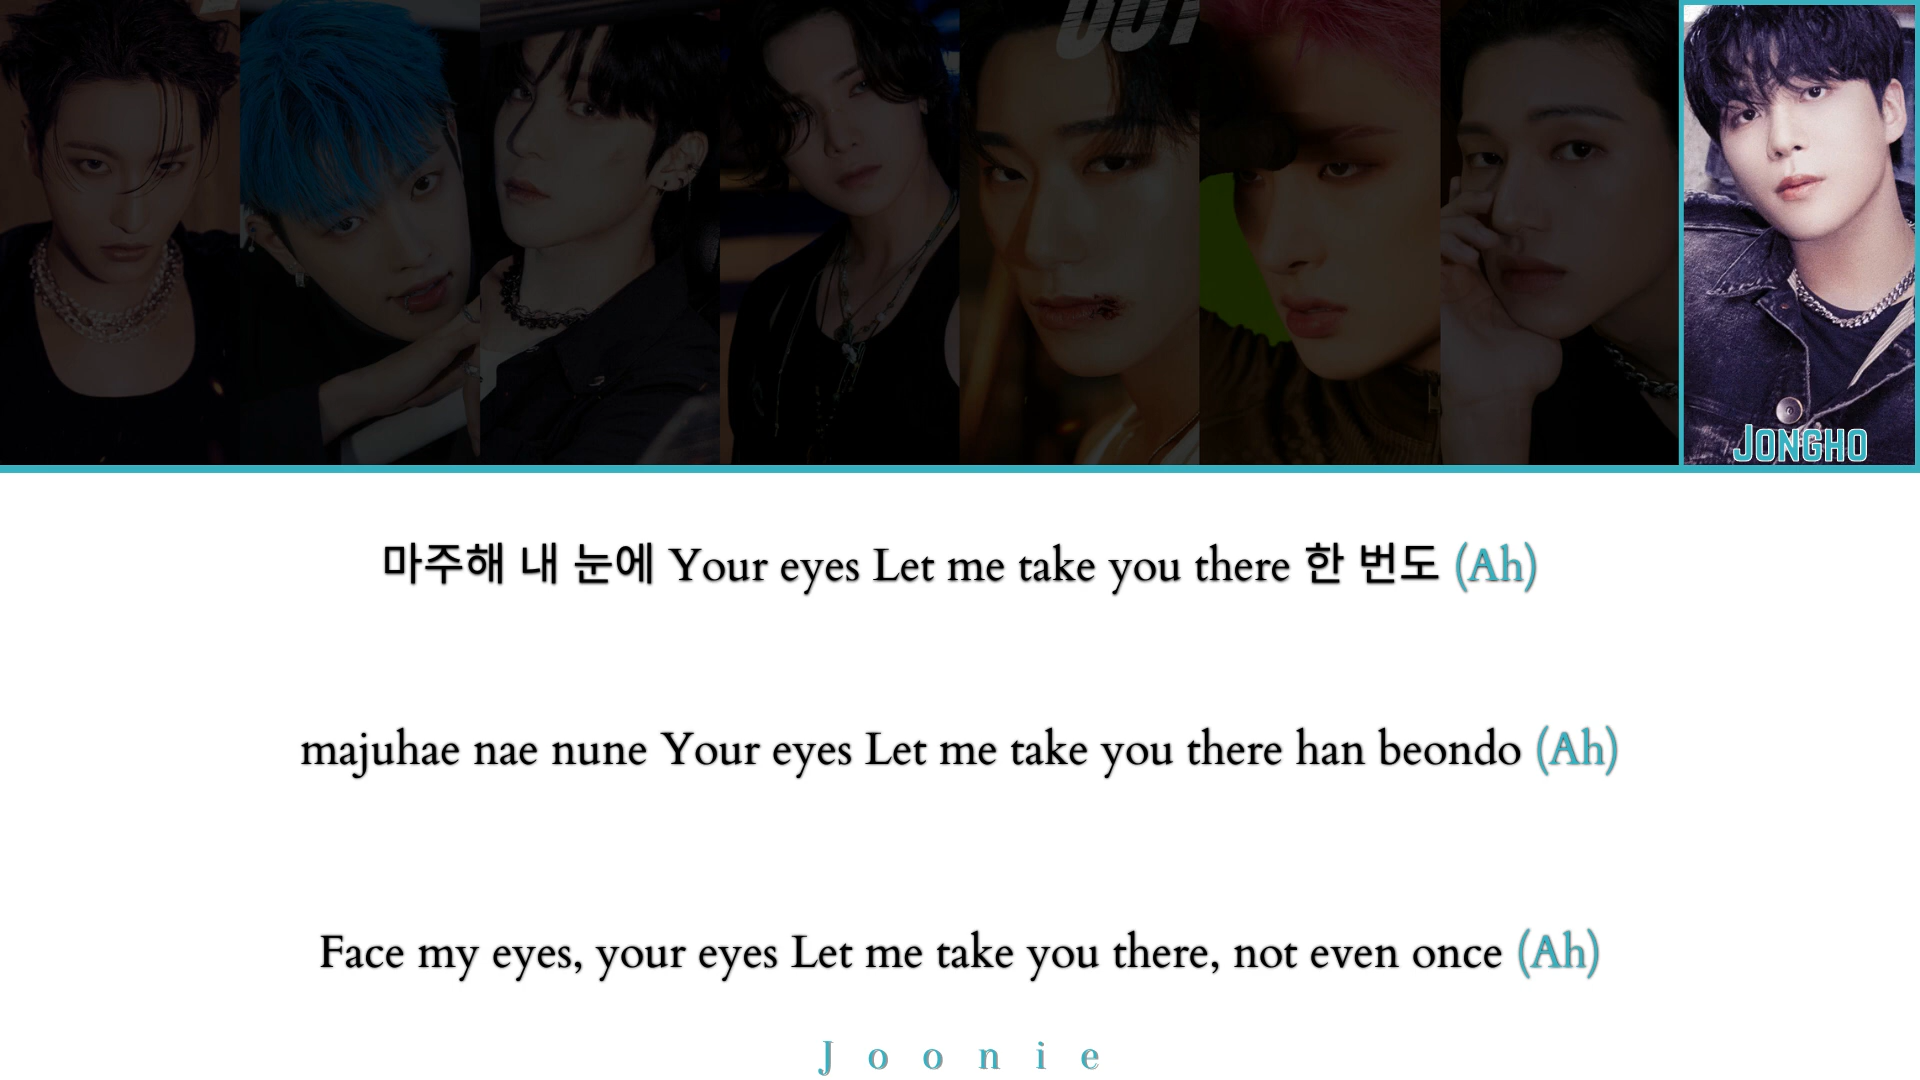 OUT
JONGHO
마주해 내 눈에 Your eyes Let me take you there 한 번도 (Ah)
majuhae nae nune Your eyes Let me take you there han beondo (Ah)
Face my eyes, your eyes Let me take you there, not even once (Ah)
Joonie